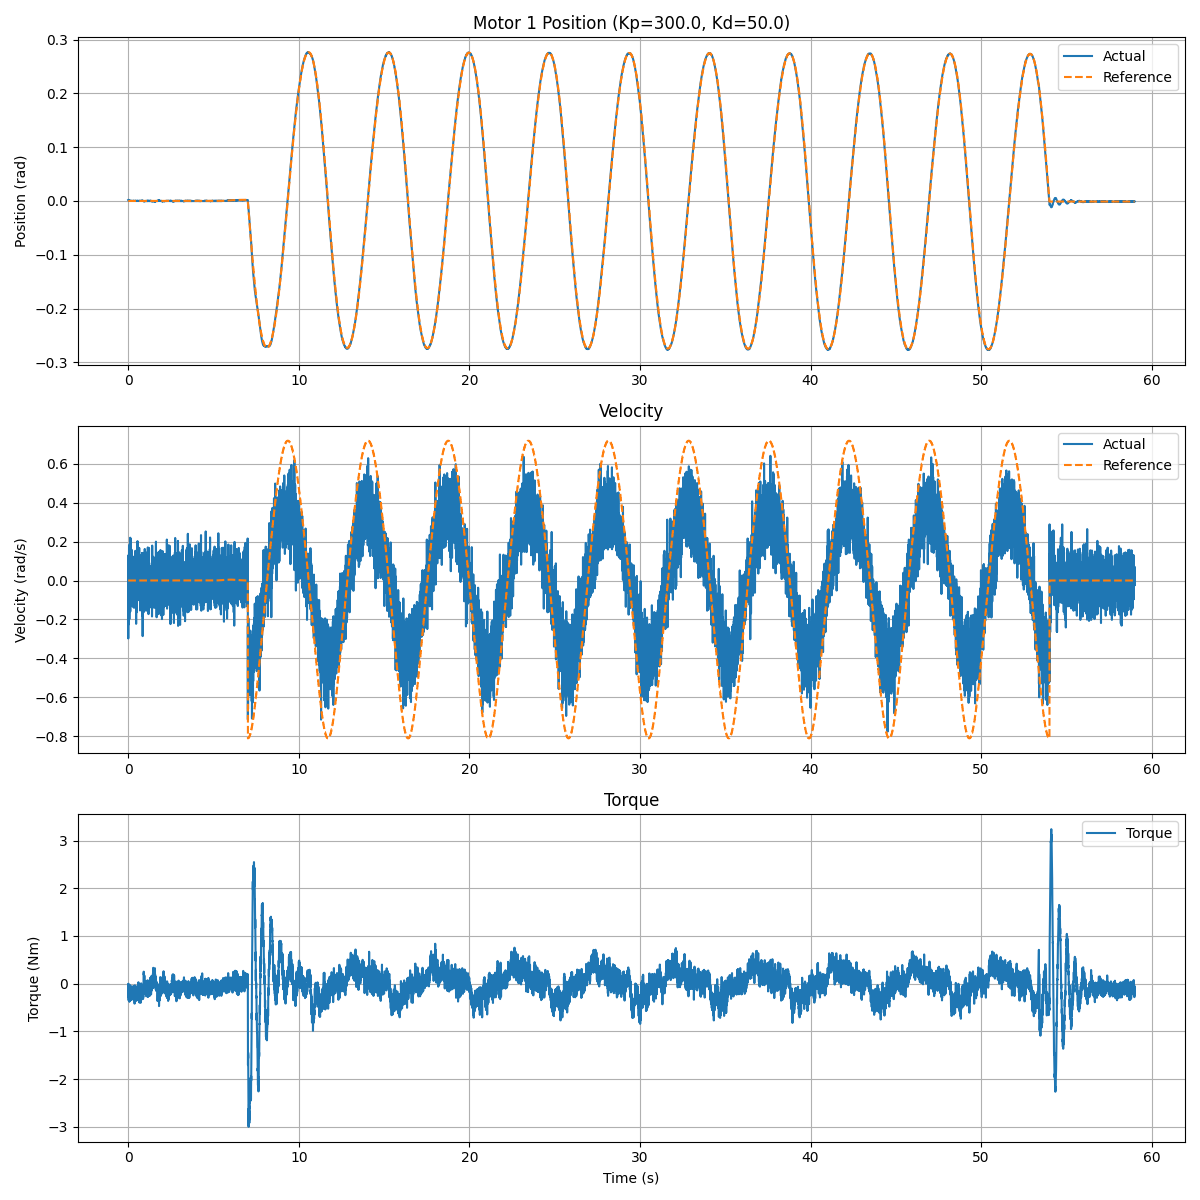 Motor 1 Position (Kp=300.0, Kd=50.0)
0.3
0.2
0.1
0.0
−0.1
−0.2
−0.3
Position (rad)
Actual
Reference
0 10 20 30 40 50 60
Velocity
0.6
0.4
0.2
0.0
−0.2
−0.4
−0.6
−0.8
Velocity (rad/s)
Actual
Reference
0 10 20 30 40 50 60
Torque
3
2
1
0
−1
−2
−3
Torque (Nm)
Torque
0 10 20 30 40 50 60
Time (s)